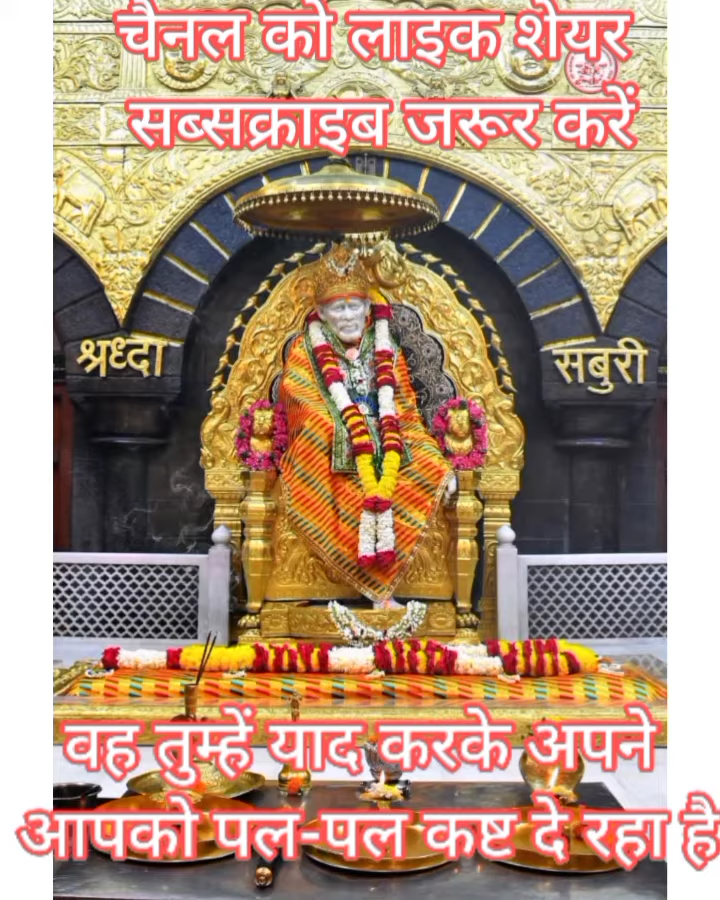 चैनल को लाइक शेयर
सब्सक्राइब जरूर करें
श्रध्दा
सबुरी
वह तुम्हें याद करके अपने
आपको पल-पल कष्ट दे रहा है